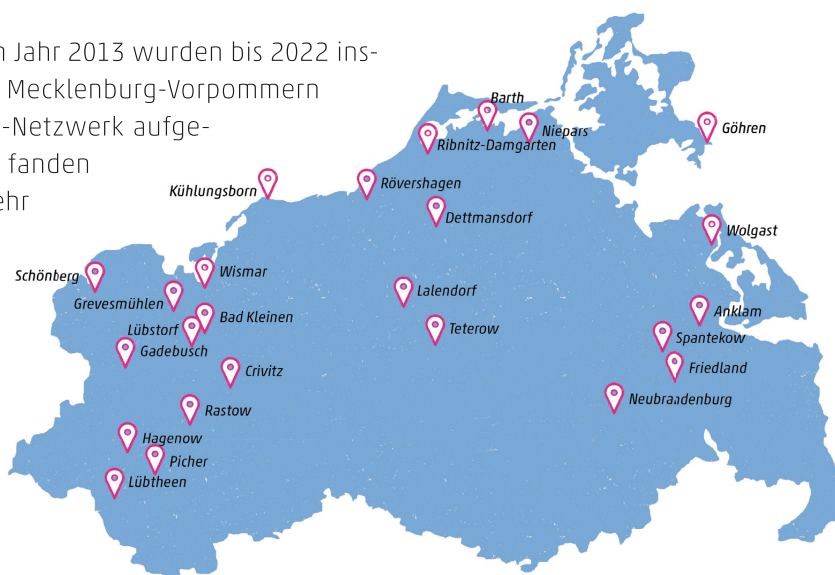 n Jahr 2013 wurden bis 2022 ins-
Mecklenburg-Vorpommern
-Netzwerk aufge-
fanden
ehr
Barth
Niepars
Göhren
Ribnitz-Damgarten
Kühlungsborn
Rövershagen
Dettmansdorf
Wolgast
Schönberg
Wismar
Grevesmühlen
Lalendorf
Anklam
Bad Kleinen
Lübstorf
Teterow
Spantekow
Gadebusch
Crivitz
Friedland
Rastow
Neubrandenburg
Hagenow
Picher
Lübtheen